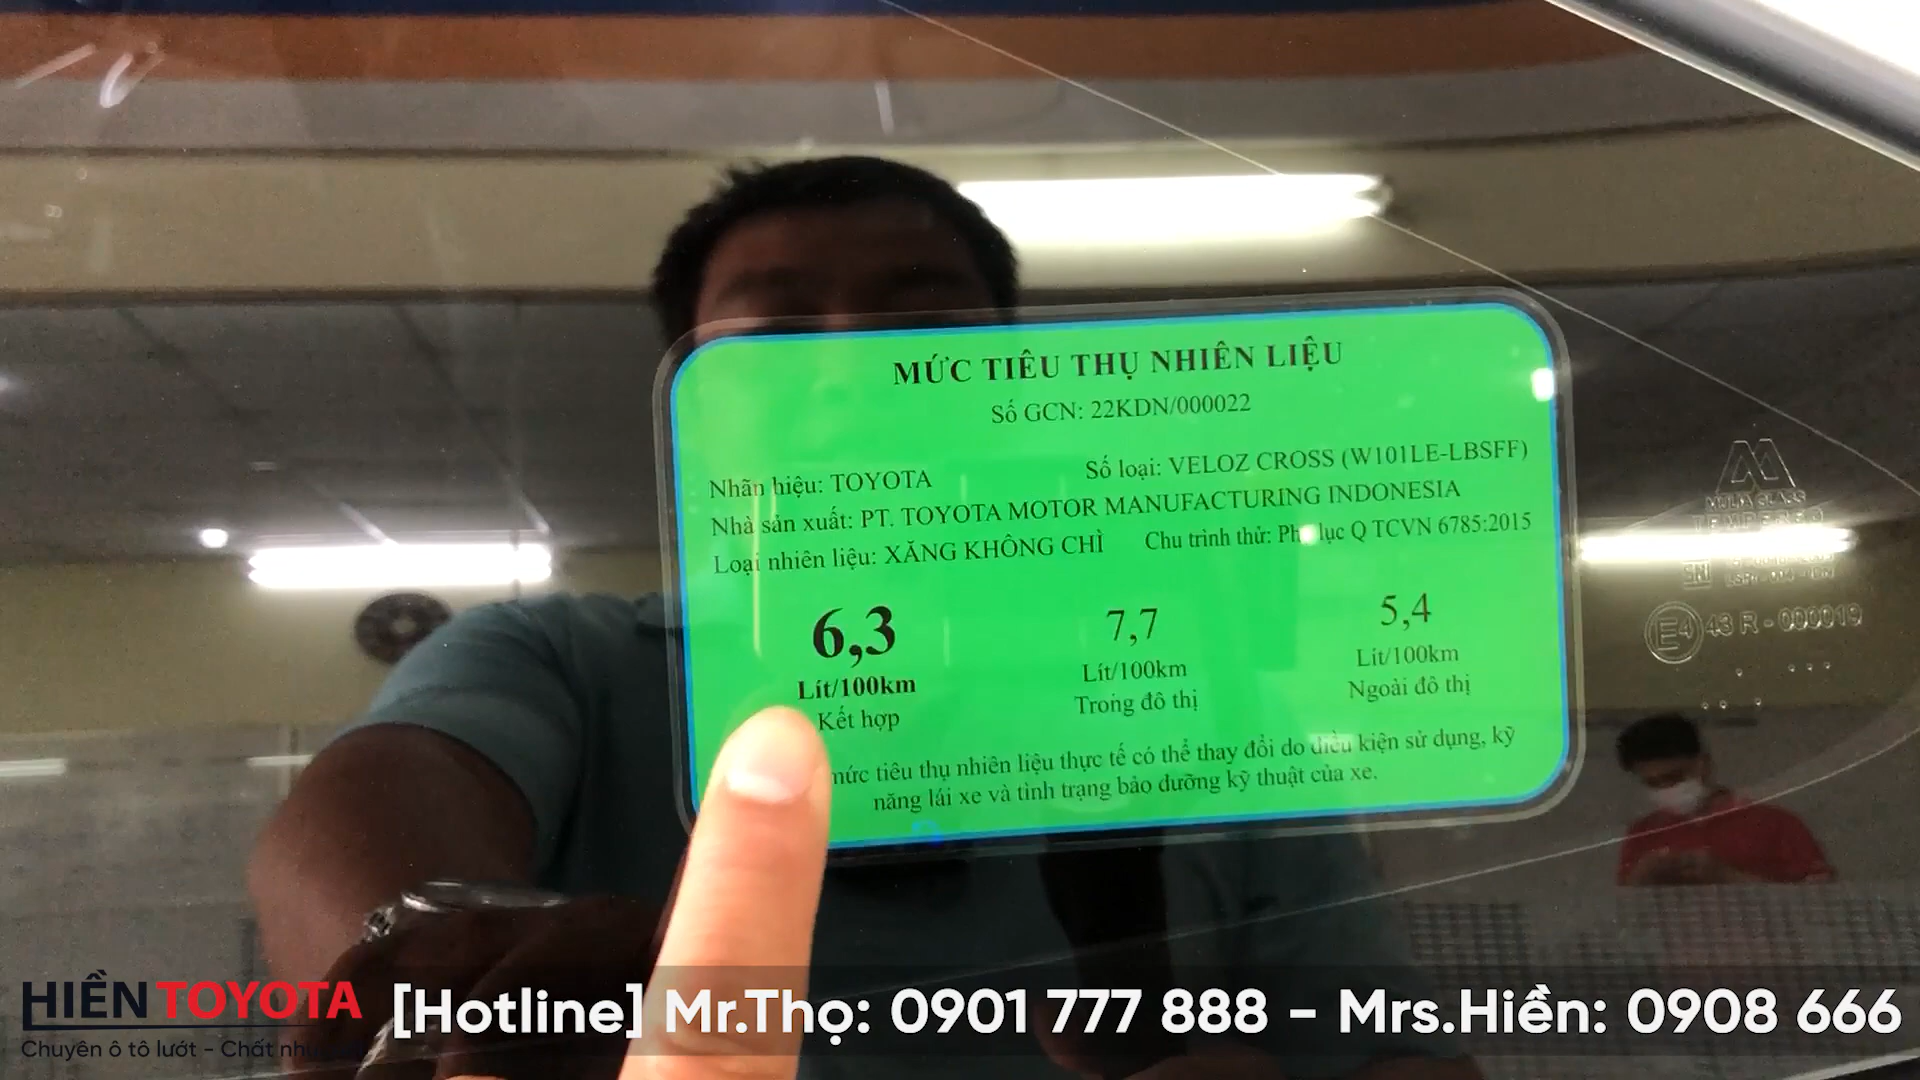 MỨC TIÊU THỤ NHIÊN LIỆU
Số GCN: 22KDN/000022
Nhãn hiệu: TOYOTA Số loại: VELOZ CROSS (W101LE-LBSFF)
Nhà sản xuất: PT. TOYOTA MOTOR MANUFACTURING INDONESIA
Loại nhiên liệu: XĂNG KHÔNG CHÌ Chu trình thử: Phụ lục Q TCVN 6785:2015
6,3 7,7 5,4
Lít/100km Lít/100km Lít/100km
Kết hợp Trong đô thị Ngoài đô thị
mức tiêu thụ nhiên liệu thực tế có thể thay đổi do điều kiện sử dụng, kỹ
năng lái xe và tình trạng bảo dưỡng kỹ thuật của xe.
MULIA GLASS
TEMPERED
E4 43 R - 000019
HIỀN TOYOTA
Chuyên ô tô lướt - Chất
[Hotline] Mr.Thọ: 0901 777 888 - Mrs.Hiền: 0908 666